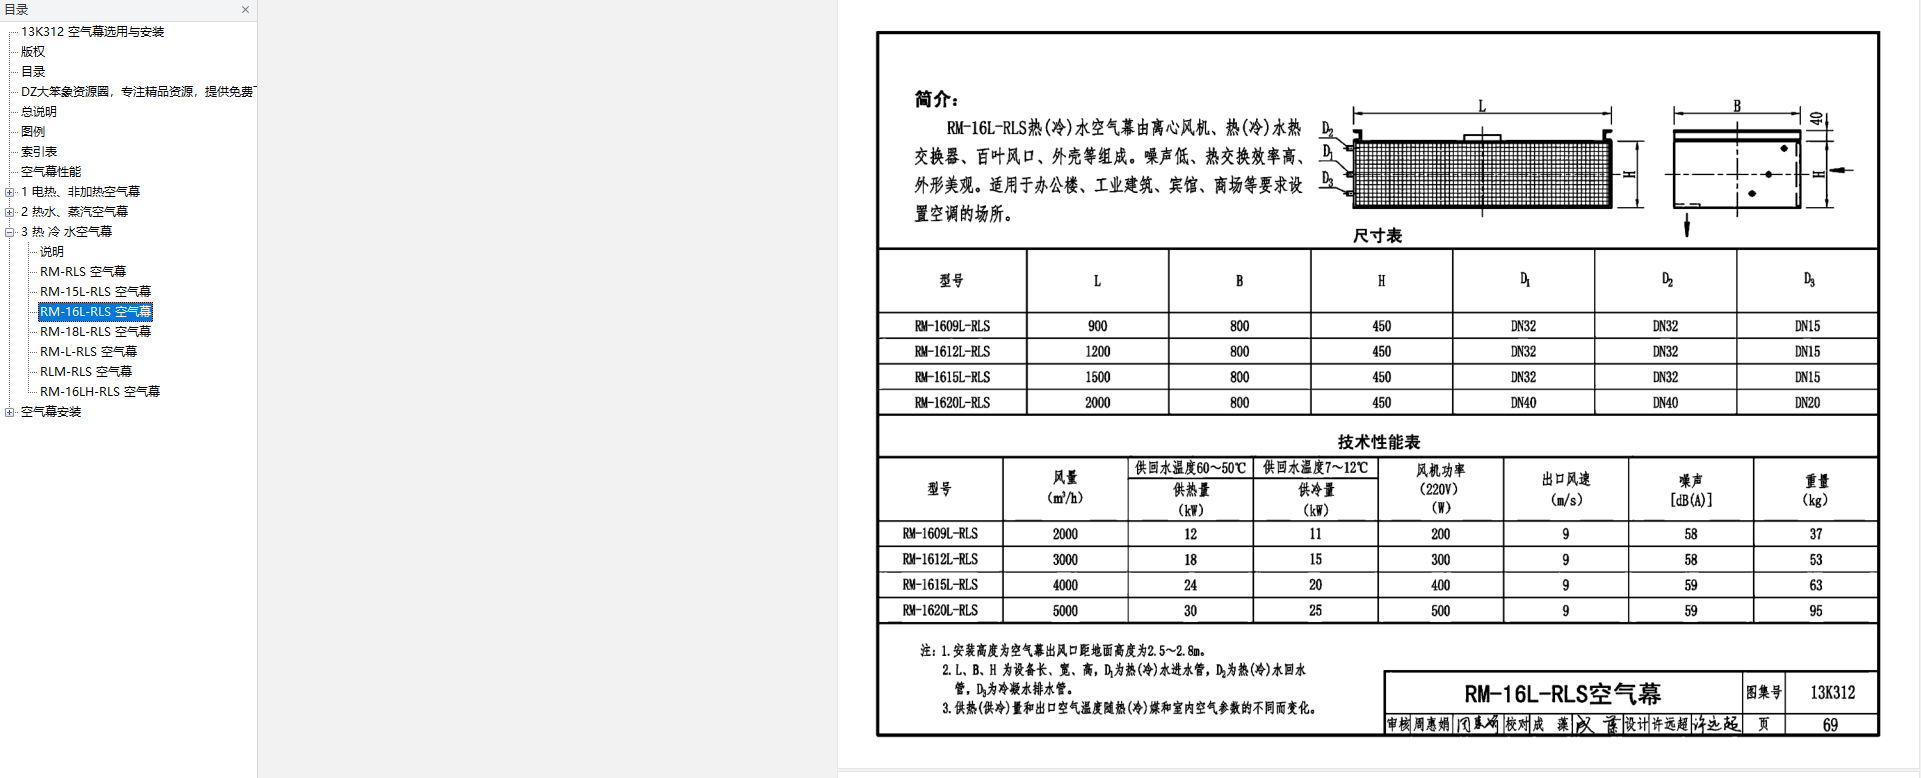 目录 ×
13K312 空气幕选用与安装
版权
目录
DZ大笨象资源圈，专注精品资源，提供免费
总说明
图例
索引表
空气幕性能
1 电热、非加热空气幕
2 热水、蒸汽空气幕
3 热 冷 水空气幕
说明
RM-RLS 空气幕
RM-15L-RLS 空气幕
RM-16L-RLS 空气幕
RM-18L-RLS 空气幕
RM-L-RLS 空气幕
RLM-RLS 空气幕
RM-16LH-RLS 空气幕
空气幕安装
简介：
RM-16L-RLS热(冷)水空气幕由离心风机、热(冷)水热
交换器、百叶风口、外壳等组成。噪声低、热交换效率高、
外形美观。适用于办公楼、工业建筑、宾馆、商场等要求设
置空调的场所。
L B
40
D2
D1
D3
H H
尺寸表
型号 L B H D1 D2 D3
RM-1609L-RLS 900 800 450 DN32 DN32 DN15
RM-1612L-RLS 1200 800 450 DN32 DN32 DN15
RM-1615L-RLS 1500 800 450 DN32 DN32 DN15
RM-1620L-RLS 2000 800 450 DN40 DN40 DN20
技术性能表
型号 风量(m³/h) 供回水温度60～50℃ 供热量(kW) 供回水温度7～12℃ 供冷量(kW) 风机功率(220V)(W) 出口风速(m/s) 噪声[dB(A)] 重量(kg)
RM-1609L-RLS 2000 12 11 200 9 58 37
RM-1612L-RLS 3000 18 15 300 9 58 53
RM-1615L-RLS 4000 24 20 400 9 59 63
RM-1620L-RLS 5000 30 25 500 9 59 95
注：1.安装高度为空气幕出风口距地面高度为2.5～2.8m。
2.L、B、H 为设备长、宽、高，D1为热(冷)水进水管，D2为热(冷)水回水
管，D3为冷凝水排水管。
3.供热(供冷)量和出口空气温度随热(冷)媒和室内空气参数的不同而变化。
RM-16L-RLS空气幕 图集号 13K312
审核 周惠娟 校对 成 藻 设计 许远超 许远超 页 69